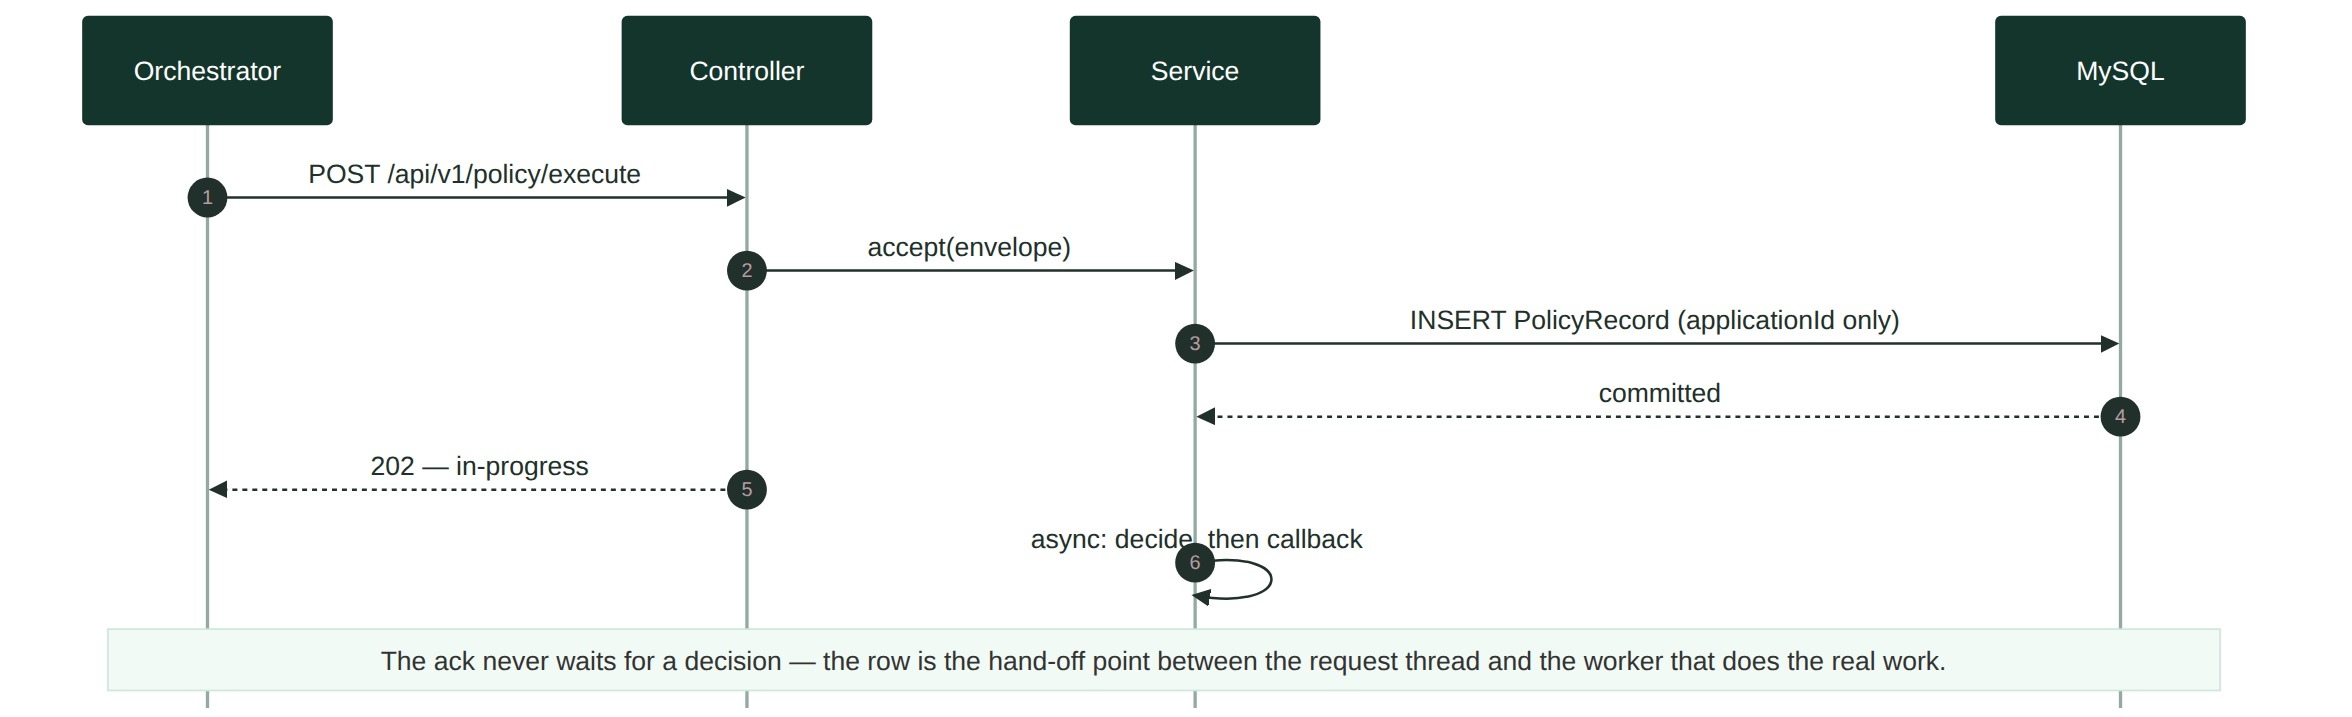 Orchestrator
Controller
Service
MySQL
POST /api/v1/policy/execute
1
accept(envelope)
2
INSERT PolicyRecord (applicationId only)
3
committed
4
202 — in-progress
5
async: decide, then callback
6
The ack never waits for a decision — the row is the hand-off point between the request thread and the worker that does the real work.